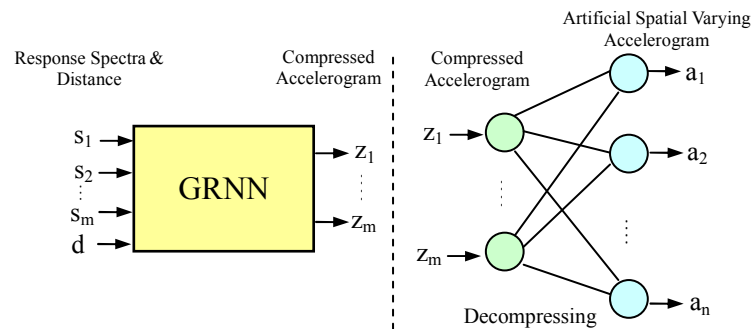 Response Spectra &
Distance
Compressed
Accelerogram
s1
s2
sm
d
GRNN
z1
zm
Artificial Spatial Varying
Accelerogram
Compressed
Accelerogram
z1
zm
a1
a2
an
Decompressing